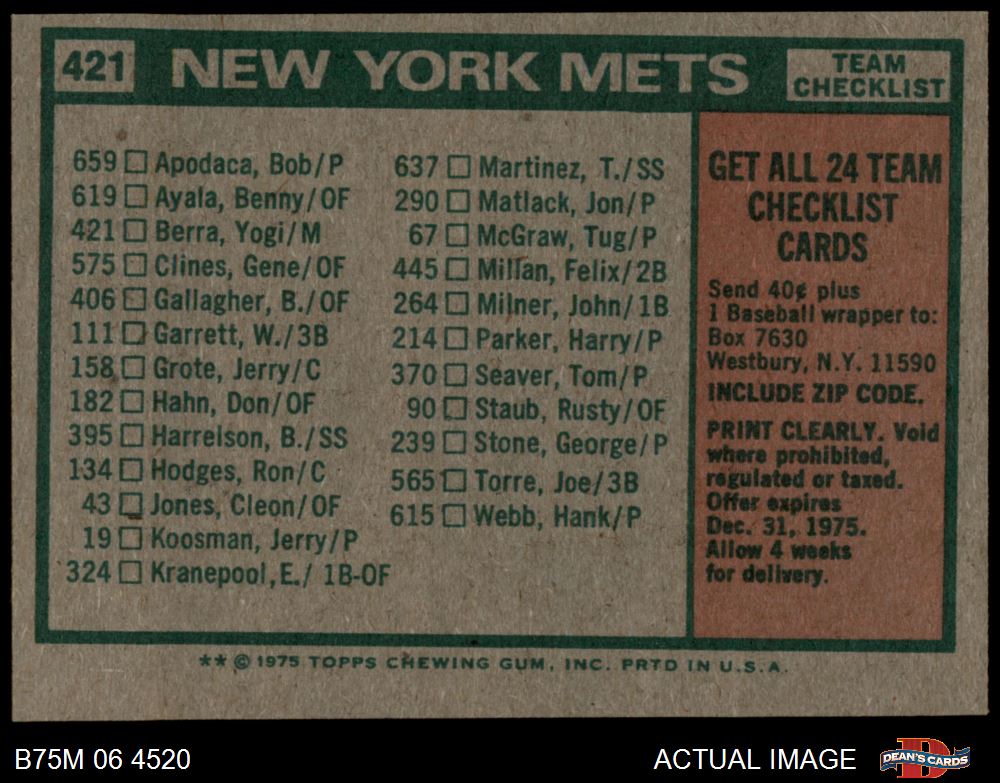 421 NEW YORK METS TEAM CHECKLIST
659 □ Apodaca, Bob/P
619 □ Ayala, Benny/OF
421 □ Berra, Yogi/M
575 □ Clines, Gene/OF
406 □ Gallagher, B./OF
111 □ Garrett, W./3B
158 □ Grote, Jerry/C
182 □ Hahn, Don/OF
395 □ Harrelson, B./SS
134 □ Hodges, Ron/C
43 □ Jones, Cleon/OF
19 □ Koosman, Jerry/P
324 □ Kranepool,E./ 1B-OF
637 □ Martinez, T./SS
290 □ Matlack, Jon/P
67 □ McGraw, Tug/P
445 □ Millan, Felix/2B
264 □ Milner, John/1B
214 □ Parker, Harry/P
370 □ Seaver, Tom/P
90 □ Staub, Rusty/OF
239 □ Stone, George/P
565 □ Torre, Joe/3B
615 □ Webb, Hank/P
GET ALL 24 TEAM
CHECKLIST
CARDS
Send 40¢ plus
1 Baseball wrapper to:
Box 7630
Westbury, N.Y. 11590
INCLUDE ZIP CODE.
PRINT CLEARLY. Void
where prohibited,
regulated or taxed.
Offer expires
Dec. 31, 1975.
Allow 4 weeks
for delivery.
** © 1975 TOPPS CHEWING GUM, INC. PRTD IN U.S.A.
B75M 06 4520
ACTUAL IMAGE
DEAN'S CARDS